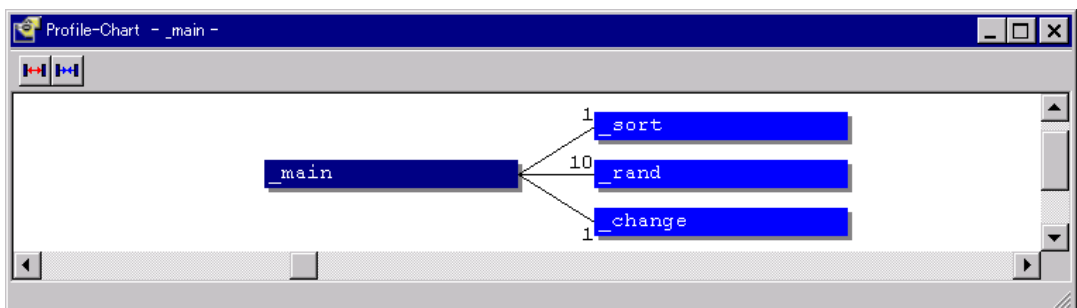 Profile-Chart - _main -
1
_sort
_main
10
_rand
_change
1